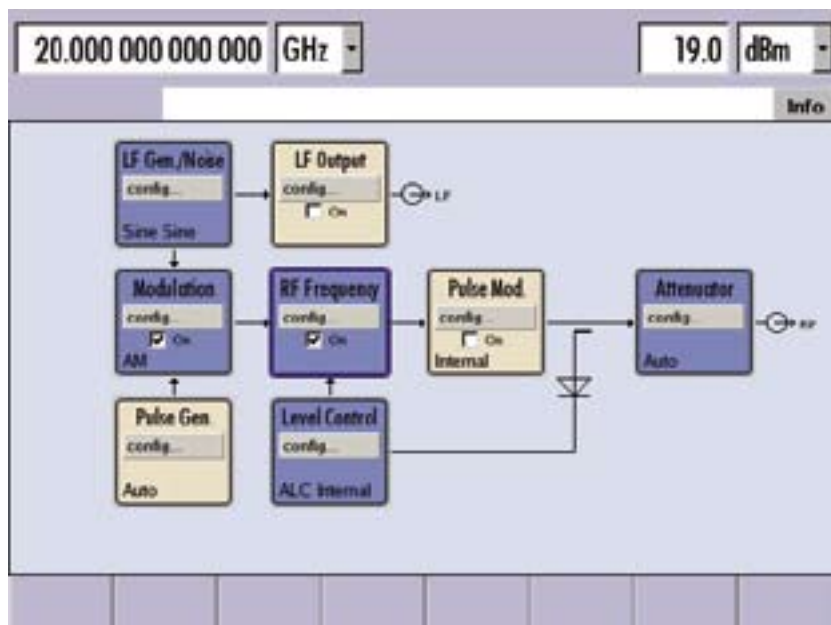 20.000 000 000 000 GHz 19.0 dBm
Info
LF Gen./Noise
config...
Sine Sine
LF Output
config...
On
LF
Modulation
config...
On
AM
RF Frequency
config...
On
Pulse Mod.
config...
On
Internal
Attenuator
config...
Auto
RF
Pulse Gen.
config...
Auto
Level Control
config...
ALC Internal